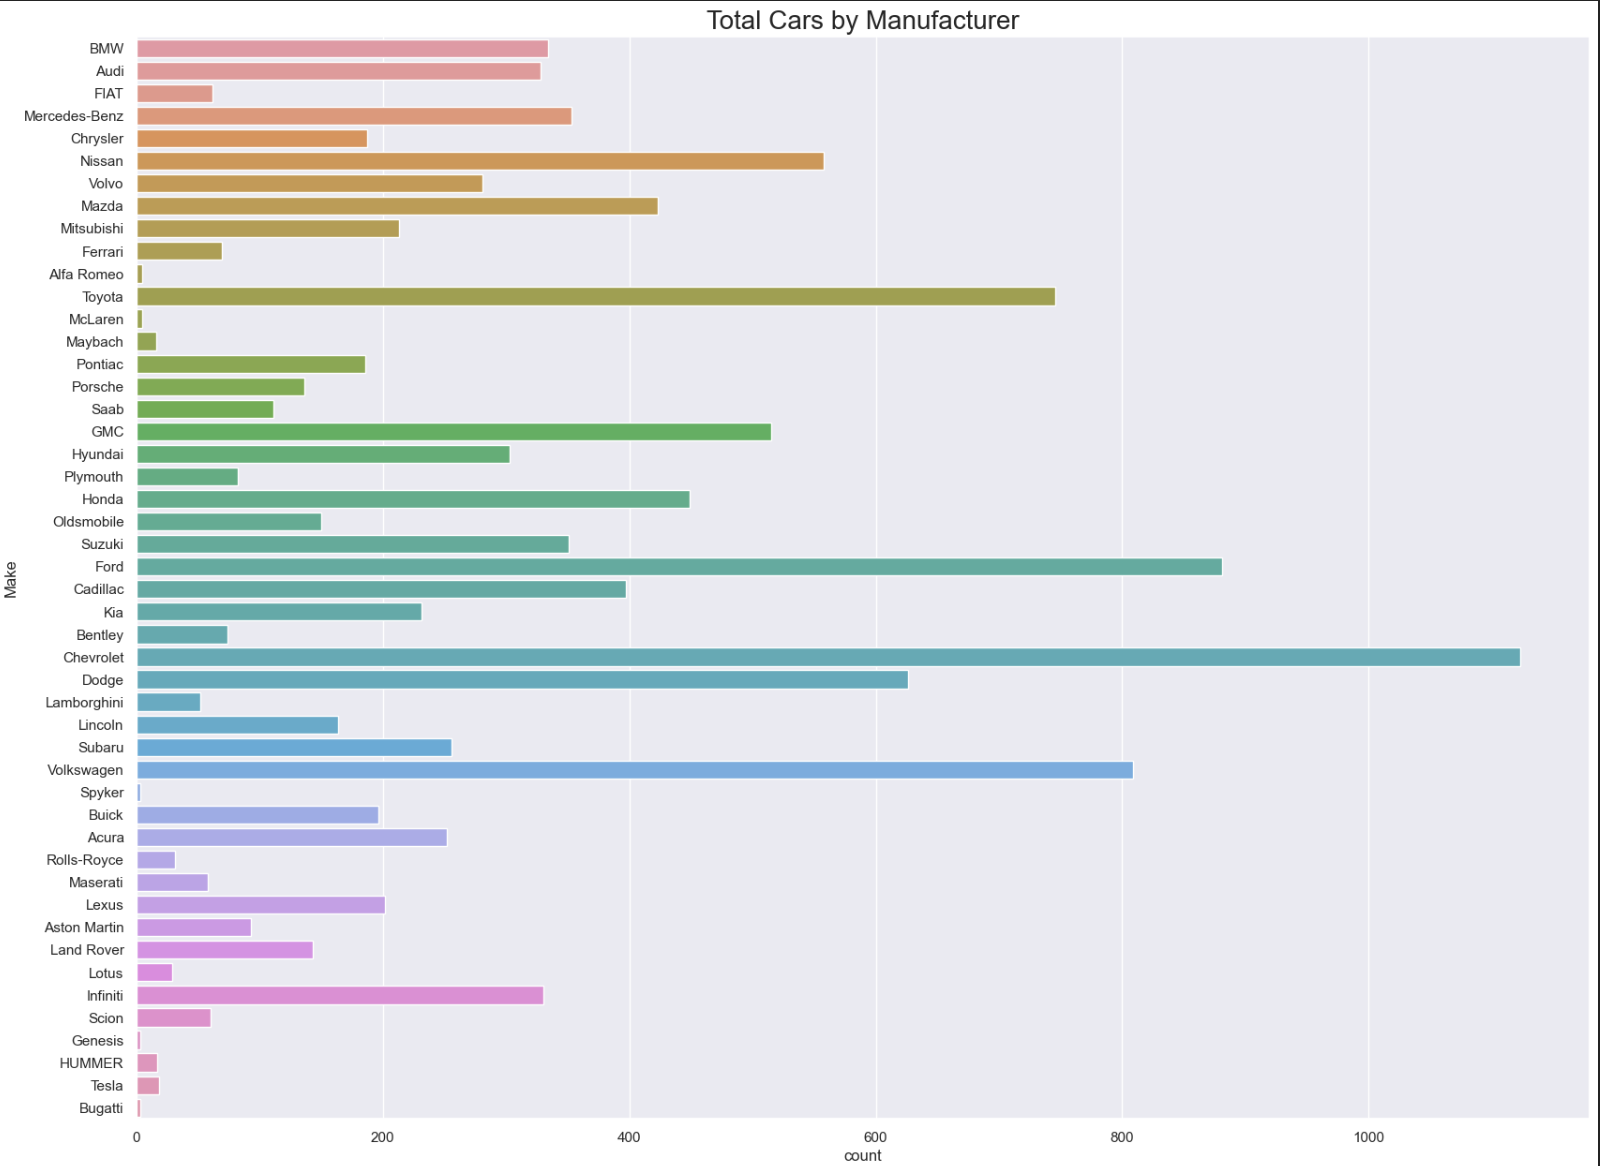 Total Cars by Manufacturer
BMW
Audi
FIAT
Mercedes-Benz
Chrysler
Nissan
Volvo
Mazda
Mitsubishi
Ferrari
Alfa Romeo
Toyota
McLaren
Maybach
Pontiac
Porsche
Saab
GMC
Hyundai
Plymouth
Honda
Oldsmobile
Suzuki
Ford
Cadillac
Kia
Bentley
Chevrolet
Dodge
Lamborghini
Lincoln
Subaru
Volkswagen
Spyker
Buick
Acura
Rolls-Royce
Maserati
Lexus
Aston Martin
Land Rover
Lotus
Infiniti
Scion
Genesis
HUMMER
Tesla
Bugatti
Make
0 200 400 600 800 1000
count